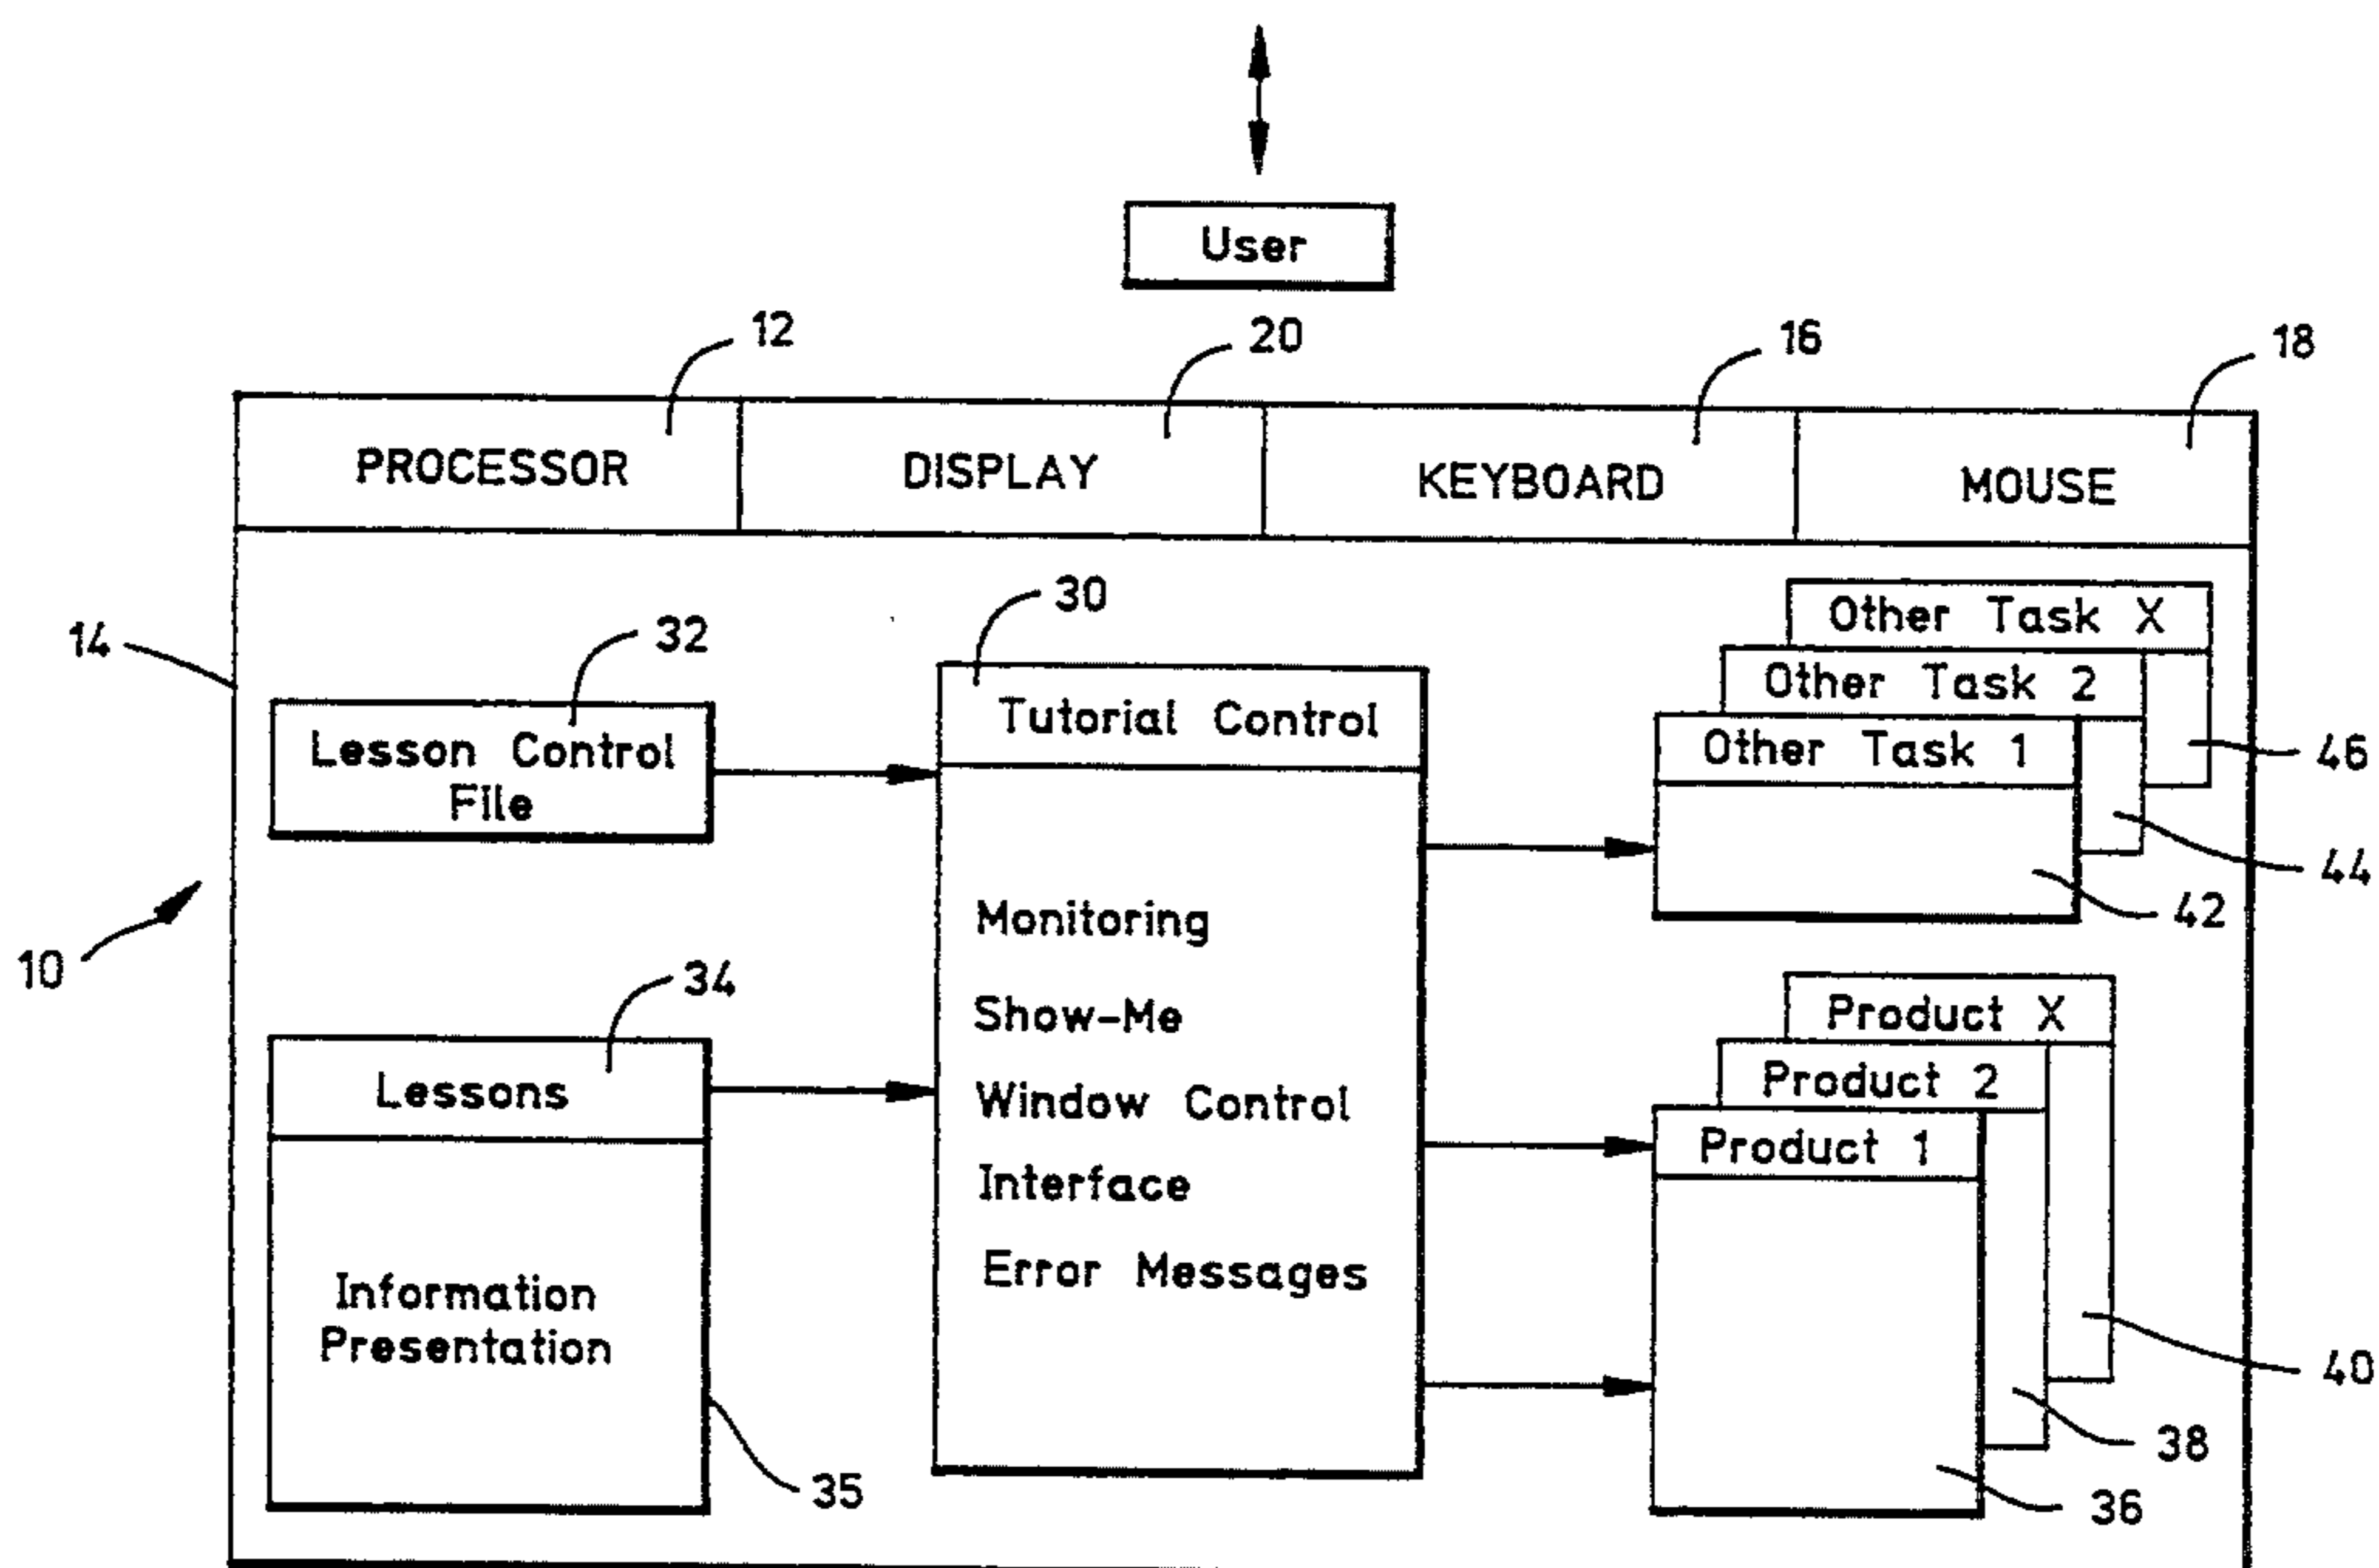 User
12
20
16
18
PROCESSOR
DISPLAY
KEYBOARD
MOUSE
14
32
Lesson Control
File
30
Tutorial Control
Other Task X
Other Task 2
Other Task 1
46
44
42
10
34
Lessons
Information
Presentation
35
Monitoring
Show-Me
Window Control
Interface
Error Messages
Product X
Product 2
Product 1
40
38
36